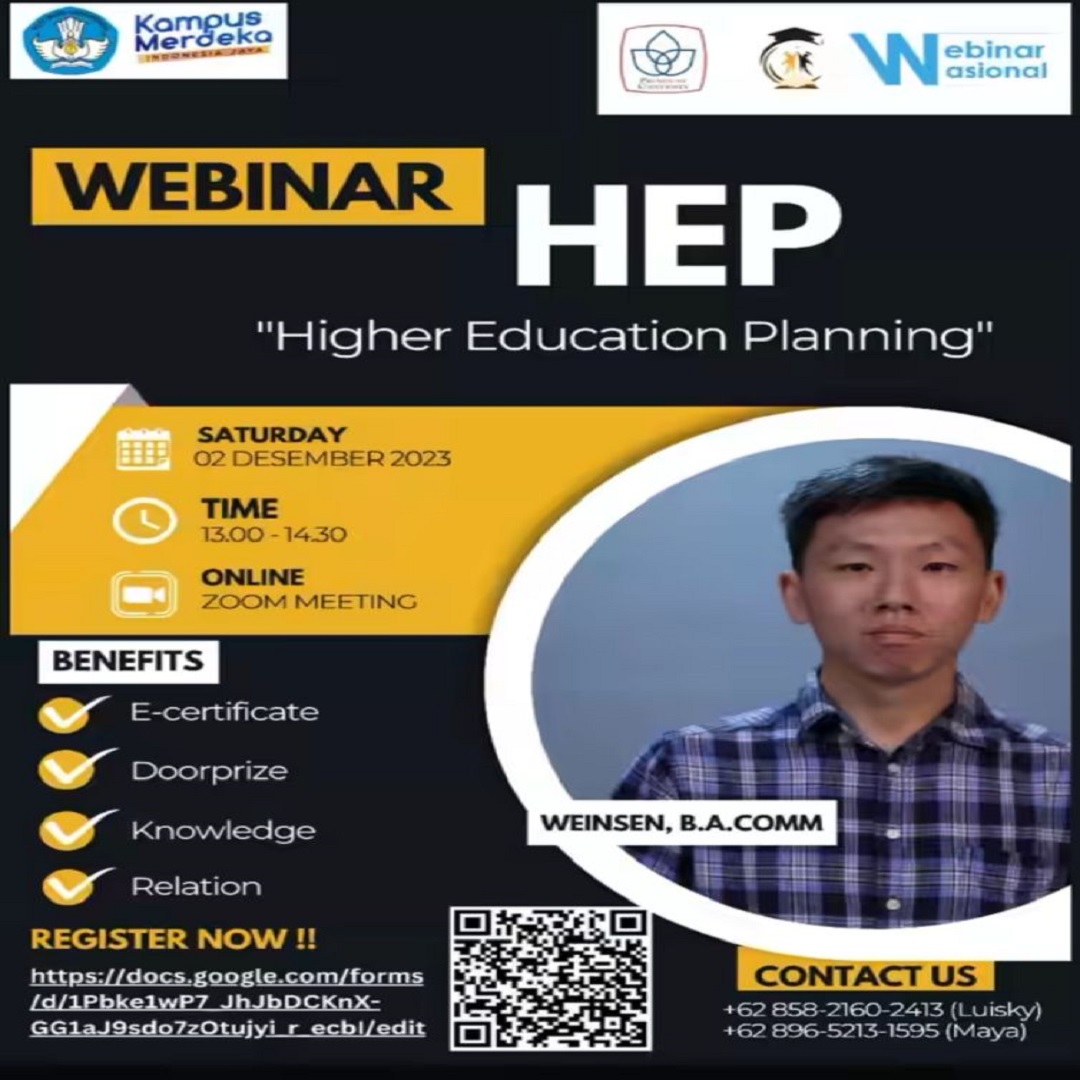 Kampus
Merdeka
INDONESIA JAYA
Webinar
Nasional
WEBINAR
HEP
"Higher Education Planning"
SATURDAY
02 DESEMBER 2023
TIME
13.00 - 14.30
ONLINE
ZOOM MEETING
BENEFITS
E-certificate
Doorprize
Knowledge
Relation
WEINSEN, B.A.COMM
REGISTER NOW !!
https://docs.google.com/forms
/d/1Pbke1wP7_JhJbDCKnX-
GG1aJ9sdo7zOtujyi_r_ecbI/edit
CONTACT US
+62 858-2160-2413 (Luisky)
+62 896-5213-1595 (Maya)